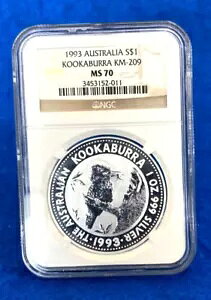 1993 AUSTRALIA S$1
KOOKABURRA KM-209
MS 70
3453152-011
NGC
THE AUSTRALIAN KOOKABURRA 1 OZ. 999 SILVER
·1993·